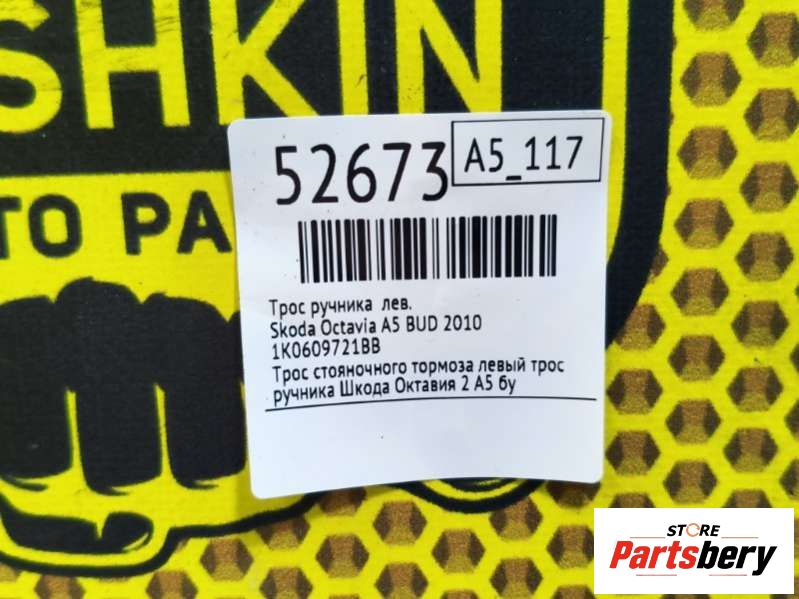 SHKIN
TO PA
52673
A5_117
Трос ручника лев.
Skoda Octavia A5 BUD 2010
1K0609721BB
Трос стояночного тормоза левый трос
ручника Шкода Октавия 2 А5 бу
STORE
Partsbery